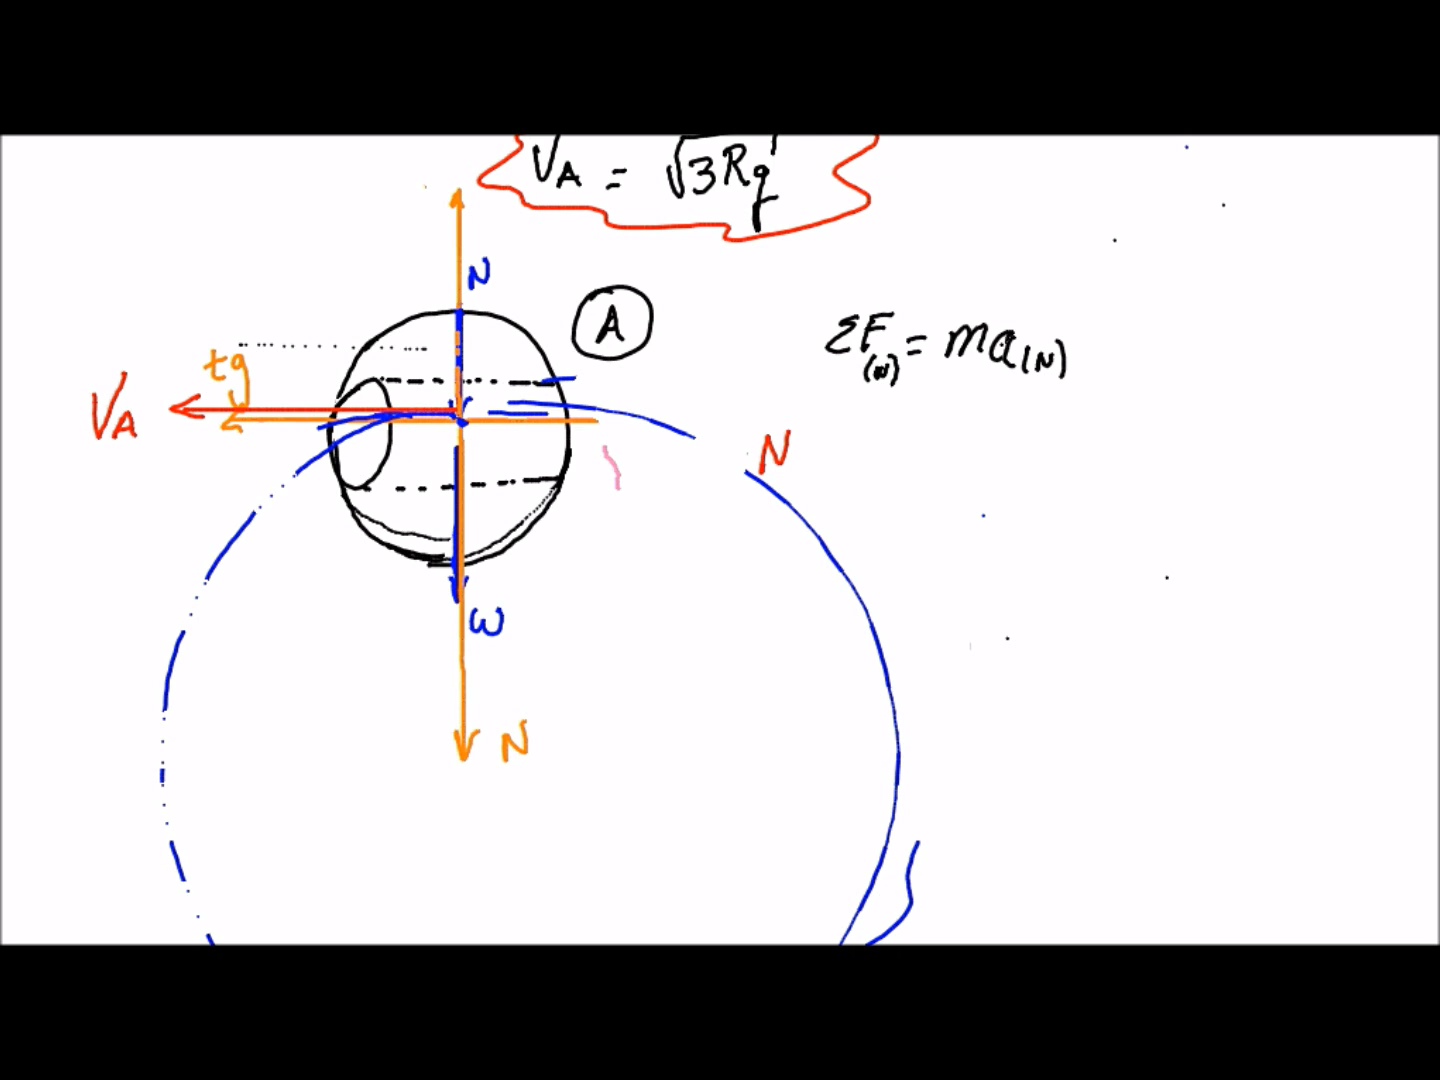 VA = √3Rg
N
A
ΣF(N) = ma(N)
tg
VA
N
W
N